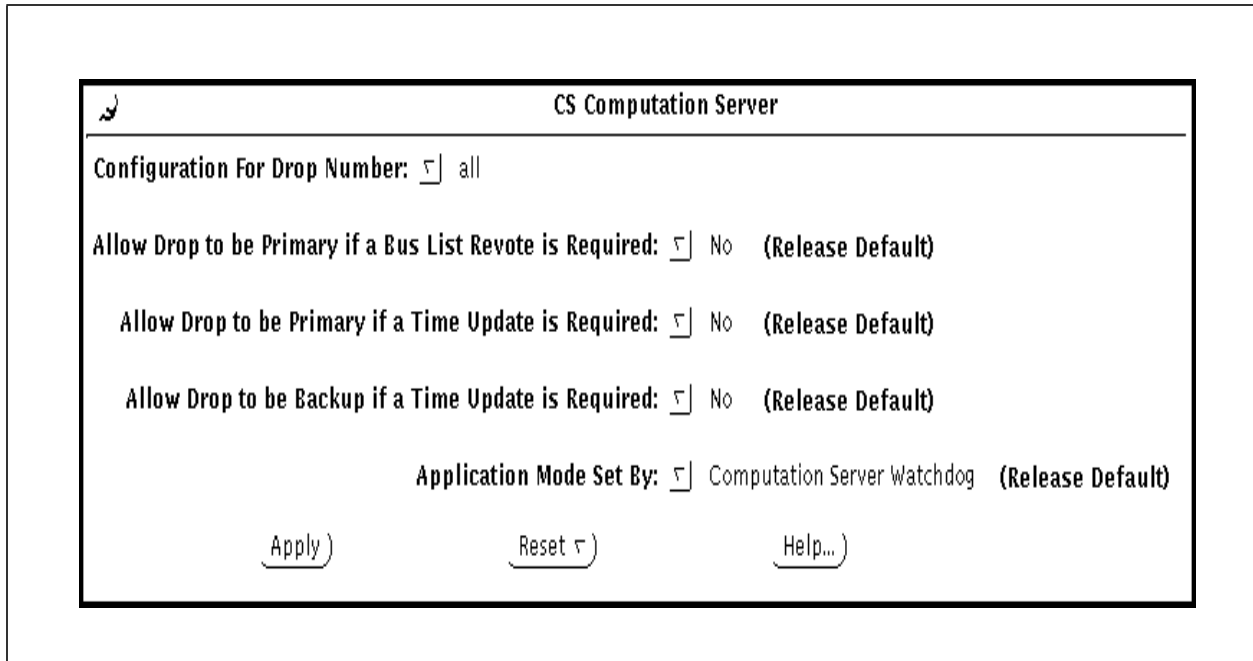 CS Computation Server
Configuration For Drop Number: all
Allow Drop to be Primary if a Bus List Revote is Required: No (Release Default)
Allow Drop to be Primary if a Time Update is Required: No (Release Default)
Allow Drop to be Backup if a Time Update is Required: No (Release Default)
Application Mode Set By: Computation Server Watchdog (Release Default)
Apply Reset Help...